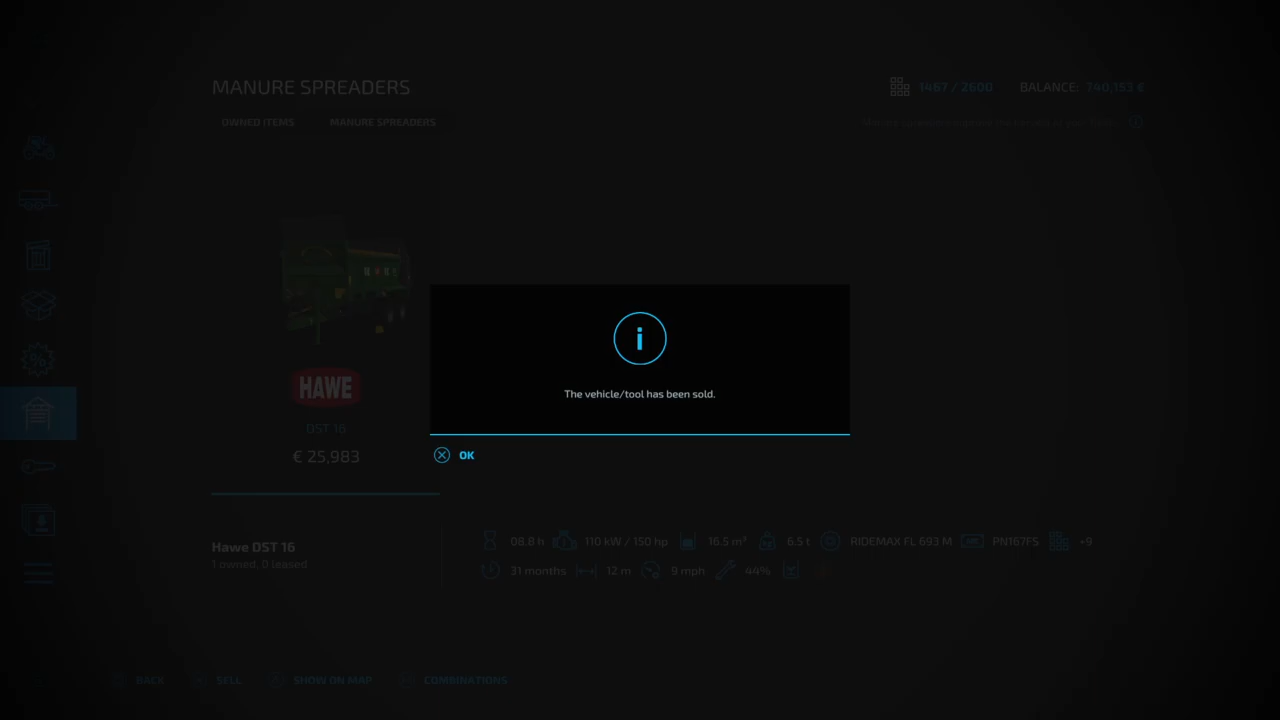 MANURE SPREADERS
1467 / 2600 BALANCE: 740,153 €
OWNED ITEMS MANURE SPREADERS
HAWE
DST 16
€ 25,983
The vehicle/tool has been sold.
OK
Hawe DST 16
1 owned, 0 leased
08.8 h 110 kW / 150 hp 16.5 m³ 6.5 t RIDEMAX FL 693 M PN167FS +9
31 months 12 m 9 mph 44%
BACK SELL SHOW ON MAP COMBINATIONS